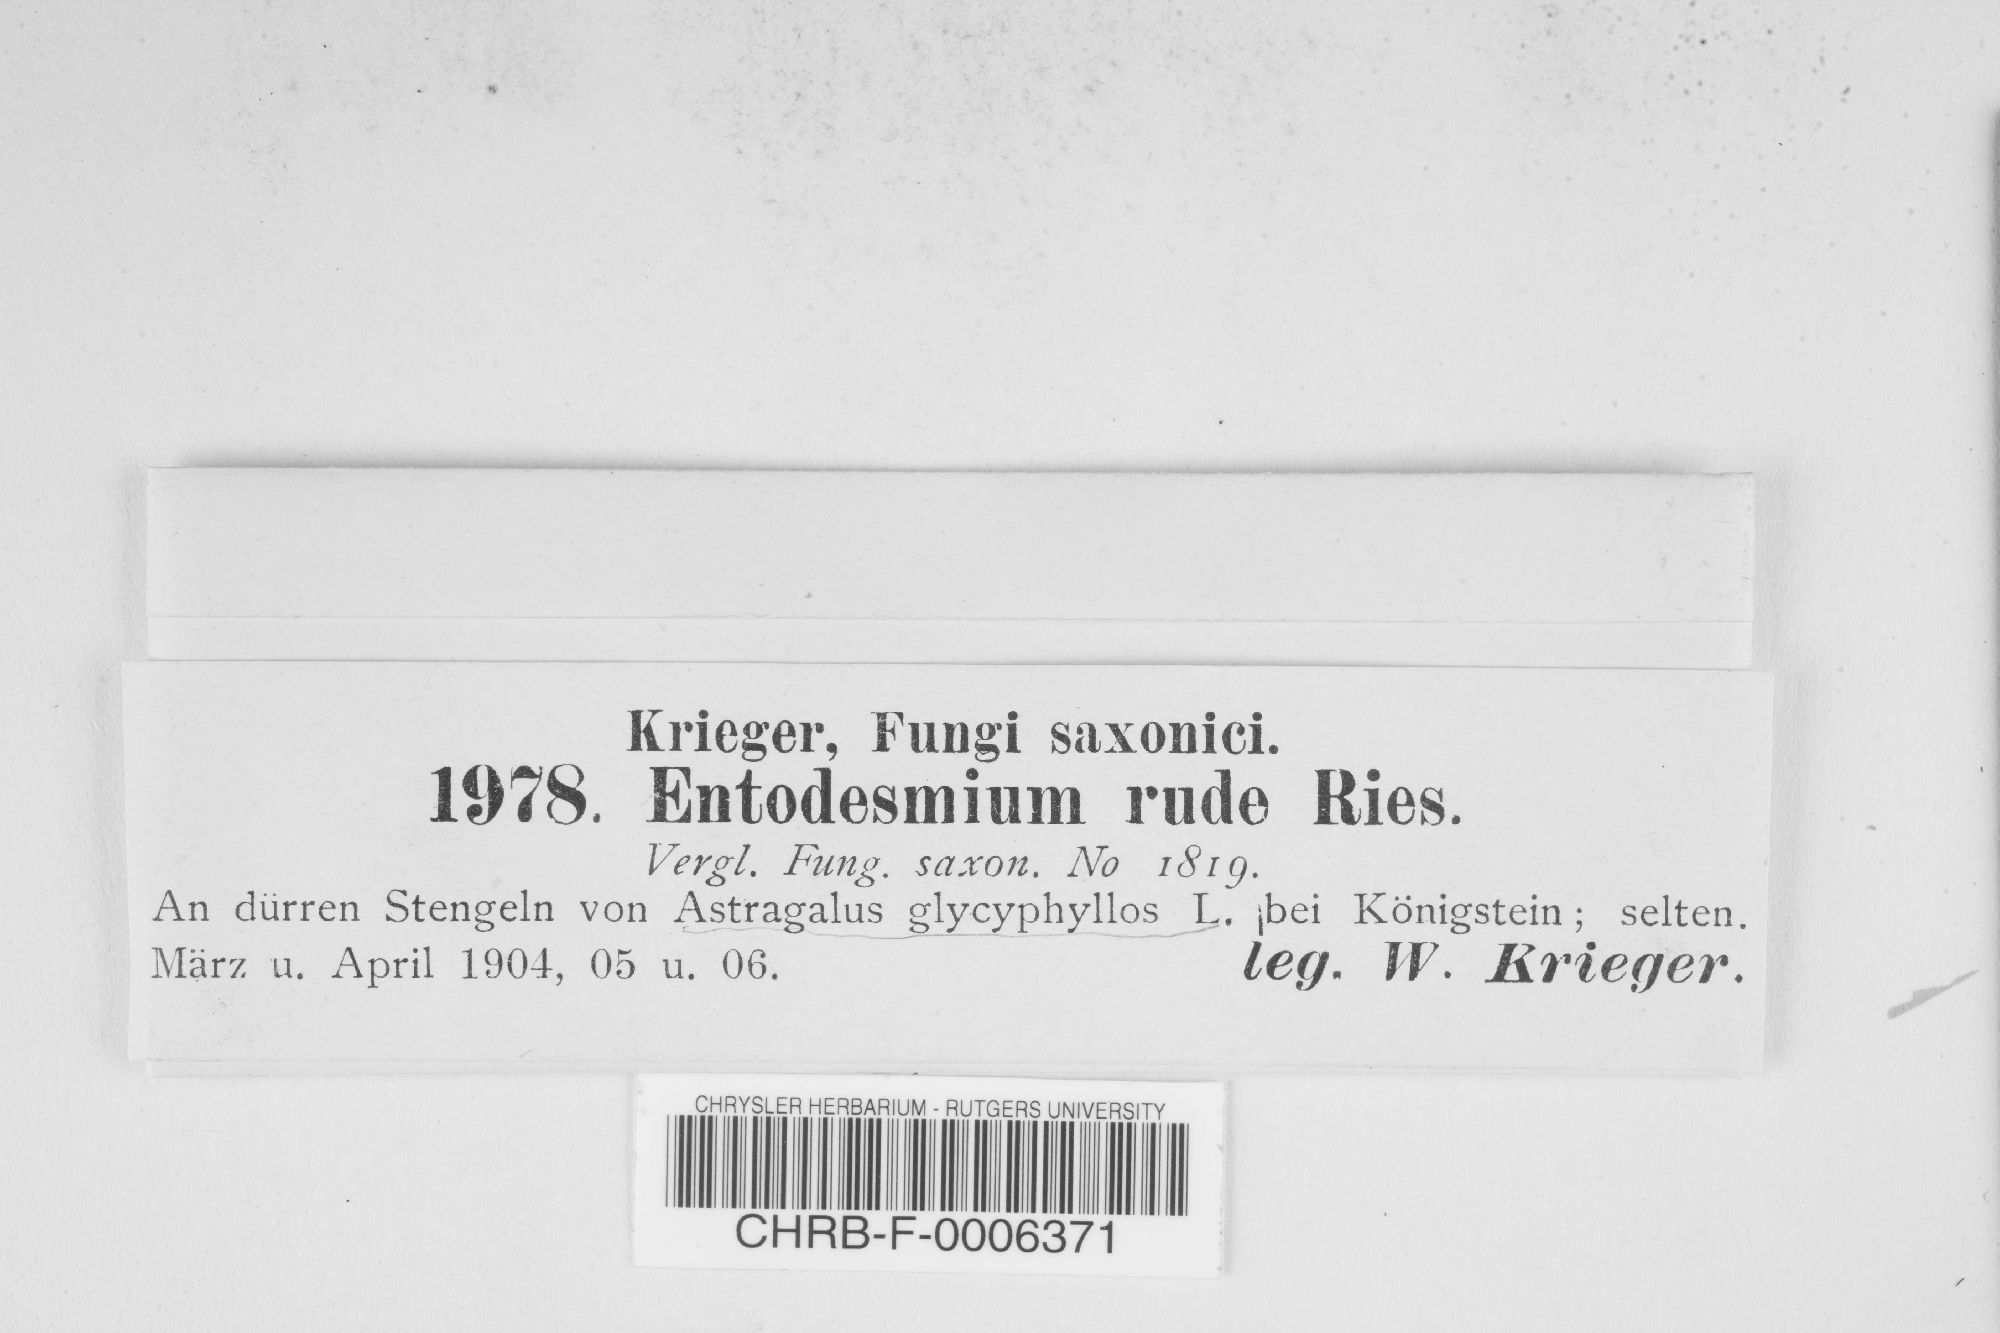 Krieger, Fungi saxonici.
1978. Entodesmium rude Ries.
Vergl. Fung. saxon. No 1819.
An dürren Stengeln von Astragalus glycyphyllos L. bei Königstein; selten.
März u. April 1904, 05 u. 06. leg. W. Krieger.
CHRYSLER HERBARIUM - RUTGERS UNIVERSITY
CHRB-F-0006371